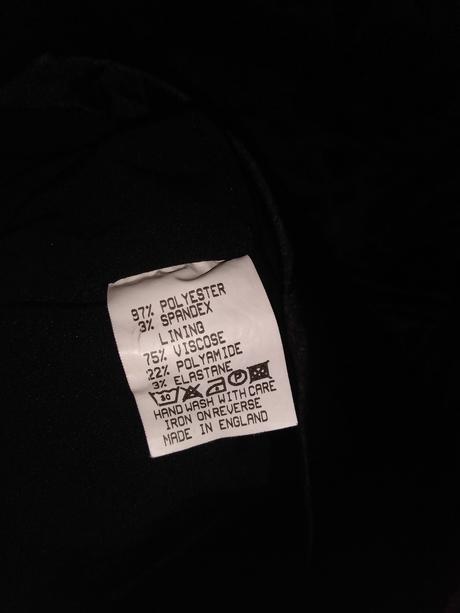 97% POLYESTER
3% SPANDEX
LINING
75% VISCOSE
22% POLYAMIDE
3% ELASTANE
30 P
HAND WASH WITH CARE
IRON ON REVERSE
MADE IN ENGLAND